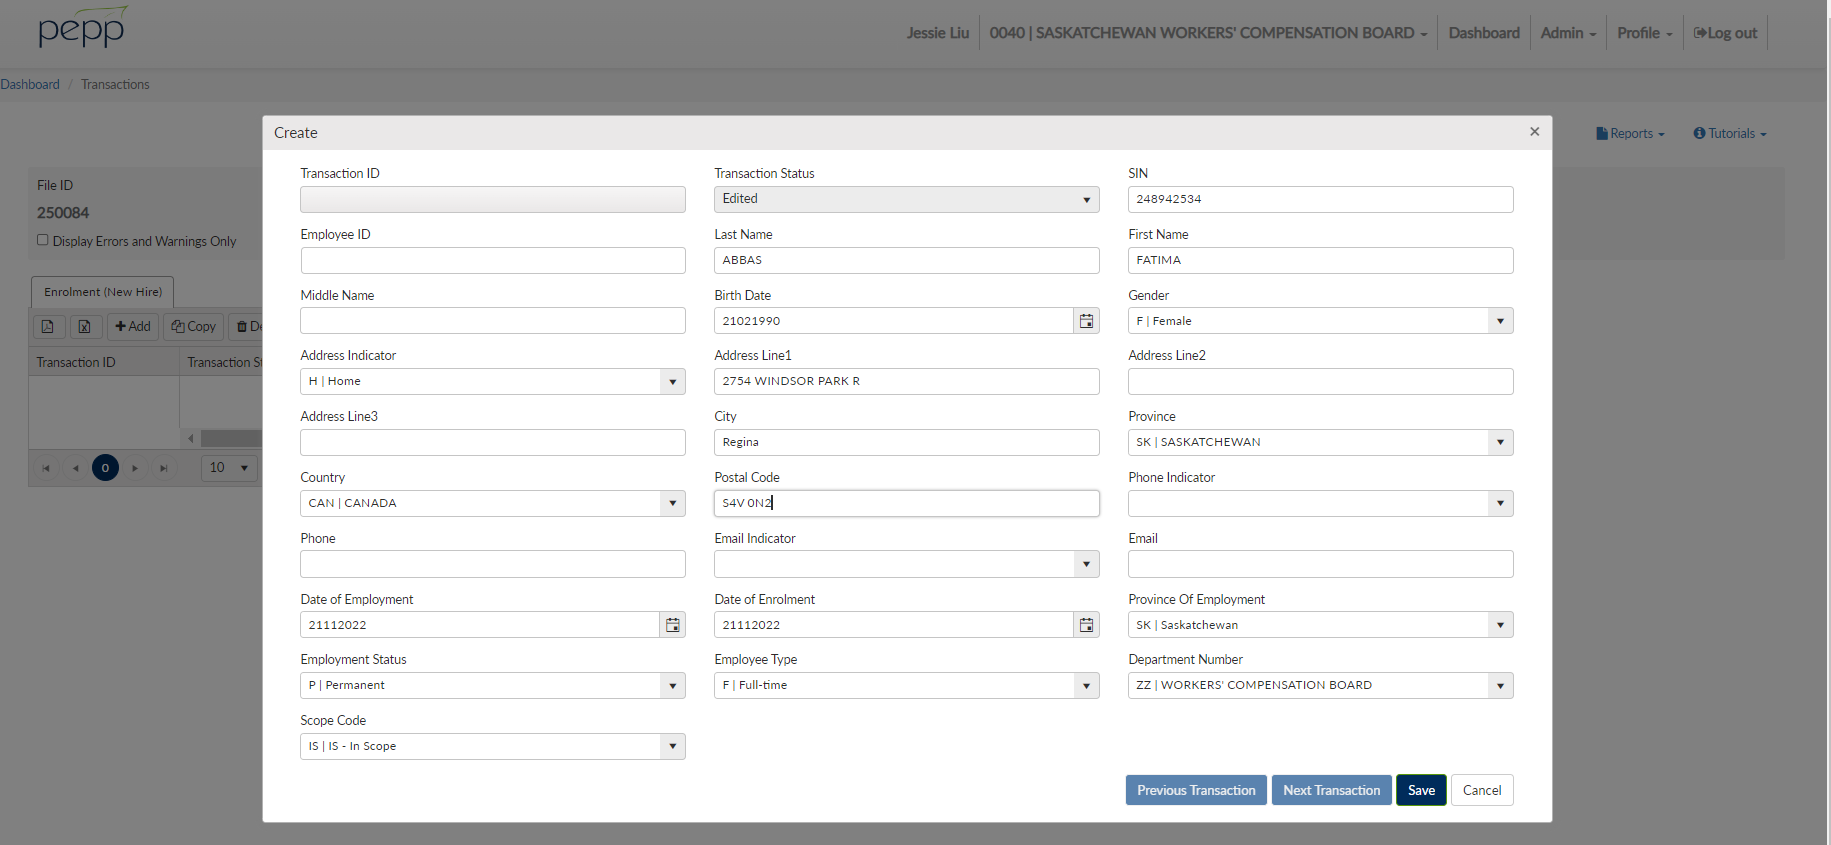 pepp
Jessie Liu
0040 | SASKATCHEWAN WORKERS' COMPENSATION BOARD
Dashboard
Admin
Profile
Log out
Dashboard / Transactions
Reports
Tutorials
File ID
250084
Display Errors and Warnings Only
Enrolment (New Hire)
Add
Copy
De
Transaction ID
Transaction St
0
10
Create
×
Transaction ID
Transaction Status
SIN
Edited
248942534
Employee ID
Last Name
First Name
ABBAS
FATIMA
Middle Name
Birth Date
Gender
21021990
F | Female
Address Indicator
Address Line1
Address Line2
H | Home
2754 WINDSOR PARK R
Address Line3
City
Province
Regina
SK | SASKATCHEWAN
Country
Postal Code
Phone Indicator
CAN | CANADA
S4V 0N2
Phone
Email Indicator
Email
Date of Employment
Date of Enrolment
Province Of Employment
21112022
21112022
SK | Saskatchewan
Employment Status
Employee Type
Department Number
P | Permanent
F | Full-time
ZZ | WORKERS' COMPENSATION BOARD
Scope Code
IS | IS - In Scope
Previous Transaction
Next Transaction
Save
Cancel